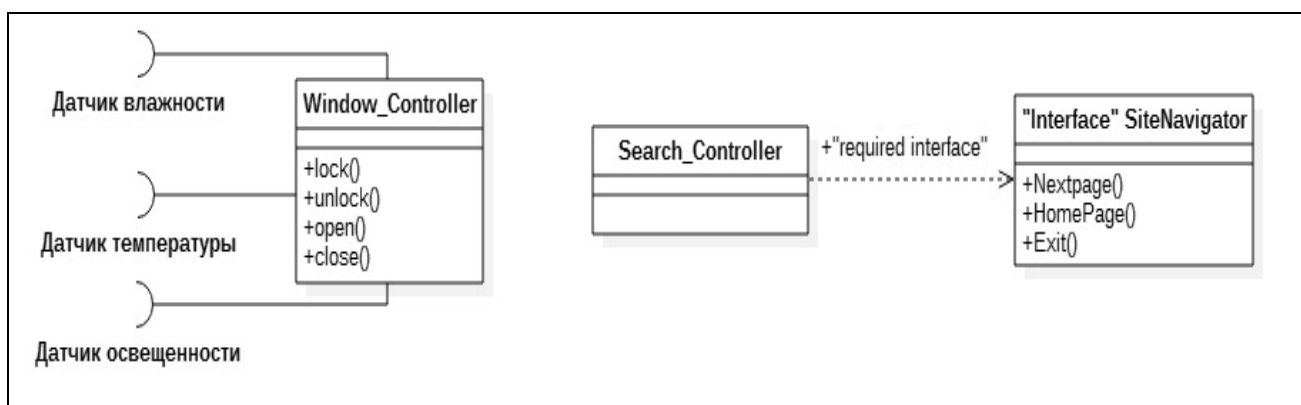 Датчик влажности
Датчик температуры
Датчик освещенности
Window_Controller
+lock()
+unlock()
+open()
+close()
Search_Controller
+"required interface"
"Interface" SiteNavigator
+Nextpage()
+HomePage()
+Exit()